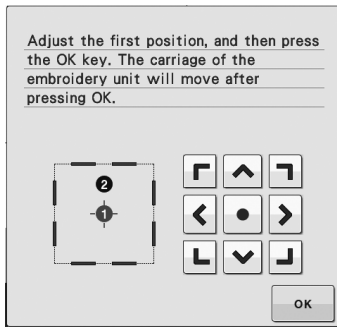 Adjust the first position, and then press
the OK key. The carriage of the
embroidery unit will move after
pressing OK.
2
1
OK